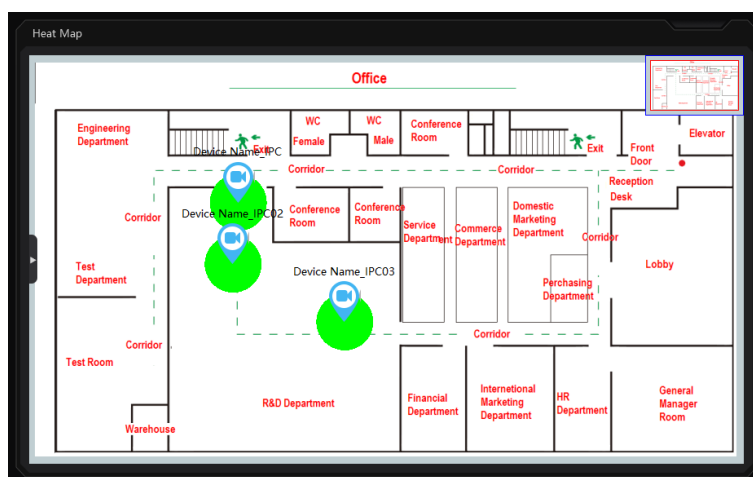 Heat Map
Office
Engineering
Department
WC
Female
WC
Male
Conference
Room
Exit
Exit
Front
Door
Elevator
Device Name_IPC
Corridor
Corridor
Reception
Desk
Device Name_IPC02
Corridor
Conference
Room
Conference
Room
Service
Department
Commerce
Department
Domestic
Marketing
Department
Corridor
Test
Department
Device Name_IPC03
Perchasing
Department
Lobby
Corridor
Corridor
Test Room
R&D Department
Financial
Department
Internetional
Marketing
Department
HR
Department
General
Manager
Room
Warehouse